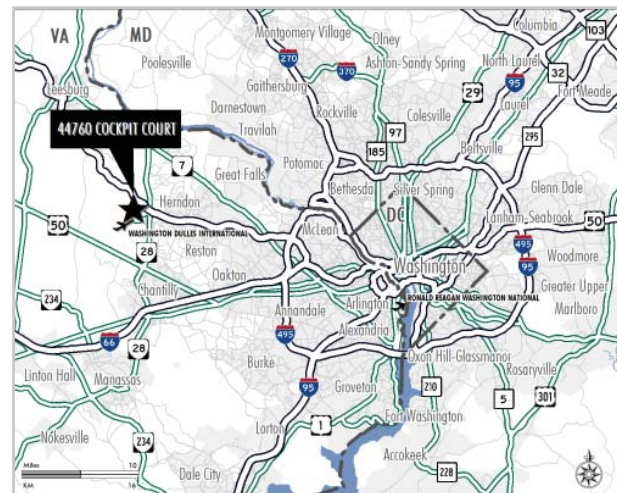 VA
MD
Montgomery Village
Olney
Columbia
103
Poolesville
270
370
Ashton-Sandy Spring
North Laurel
32
Leesburg
Gaithersburg
29
95
Fort Meade
Darnestown
Rockville
Colesville
Laurel
44760 COCKPIT COURT
Travilah
97
295
7
Potomac
185
Beltsville
Great Falls
Bethesda
Silver Spring
Glenn Dale
50
Herndon
DC
Lanham-Seabrook
50
WASHINGTON DULLES INTERNATIONAL
McLean
495
28
Reston
Washington
95
Woodmore
Oakton
Greater Upper
Marlboro
234
Chantilly
Arlington
RONALD REAGAN WASHINGTON NATIONAL
Annandale
66
495
Alexandria
28
Burke
Oxon Hill-Glassmanor
Rosaryville
Linton Hall
Manassas
95
Groveton
210
5
301
Nokesville
234
Lorton
1
Fort Washington
Accokeek
228
Dale City
Miles
10
KM
16